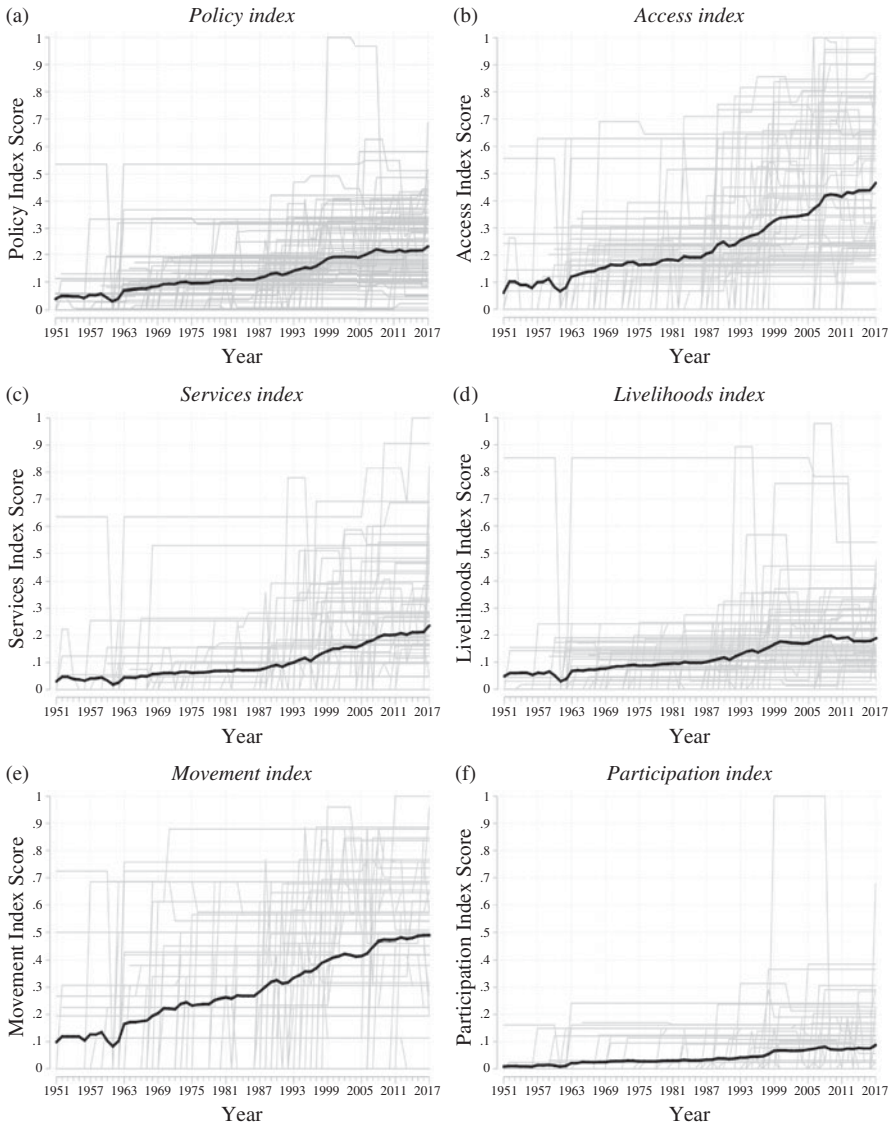 (a) Policy index
1
.9
.8
.7
.6
.5
.4
.3
.2
.1
0
Policy Index Score
1951 1957 1963 1969 1975 1981 1987 1993 1999 2005 2011 2017
Year
(b) Access index
1
.9
.8
.7
.6
.5
.4
.3
.2
.1
0
Access Index Score
1951 1957 1963 1969 1975 1981 1987 1993 1999 2005 2011 2017
Year
(c) Services index
1
.9
.8
.7
.6
.5
.4
.3
.2
.1
0
Services Index Score
1951 1957 1963 1969 1975 1981 1987 1993 1999 2005 2011 2017
Year
(d) Livelihoods index
1
.9
.8
.7
.6
.5
.4
.3
.2
.1
0
Livelihoods Index Score
1951 1957 1963 1969 1975 1981 1987 1993 1999 2005 2011 2017
Year
(e) Movement index
1
.9
.8
.7
.6
.5
.4
.3
.2
.1
0
Movement Index Score
1951 1957 1963 1969 1975 1981 1987 1993 1999 2005 2011 2017
Year
(f) Participation index
1
.9
.8
.7
.6
.5
.4
.3
.2
.1
0
Participation Index Score
1951 1957 1963 1969 1975 1981 1987 1993 1999 2005 2011 2017
Year